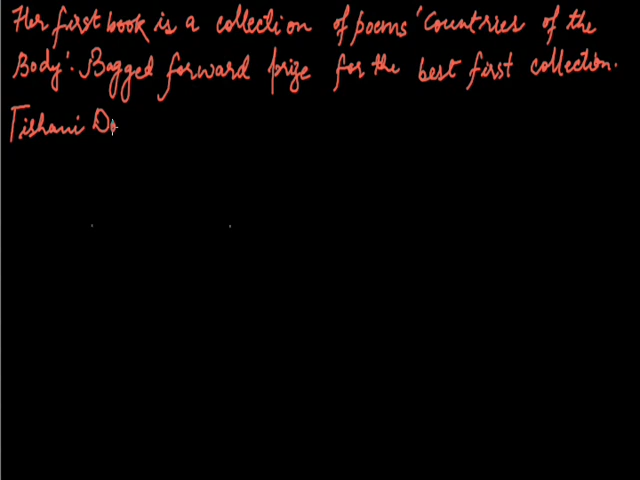 Her first book is a collection of poems 'Countries of the
Body'. Bagged forward prize for the best first collection.
Tishani Do